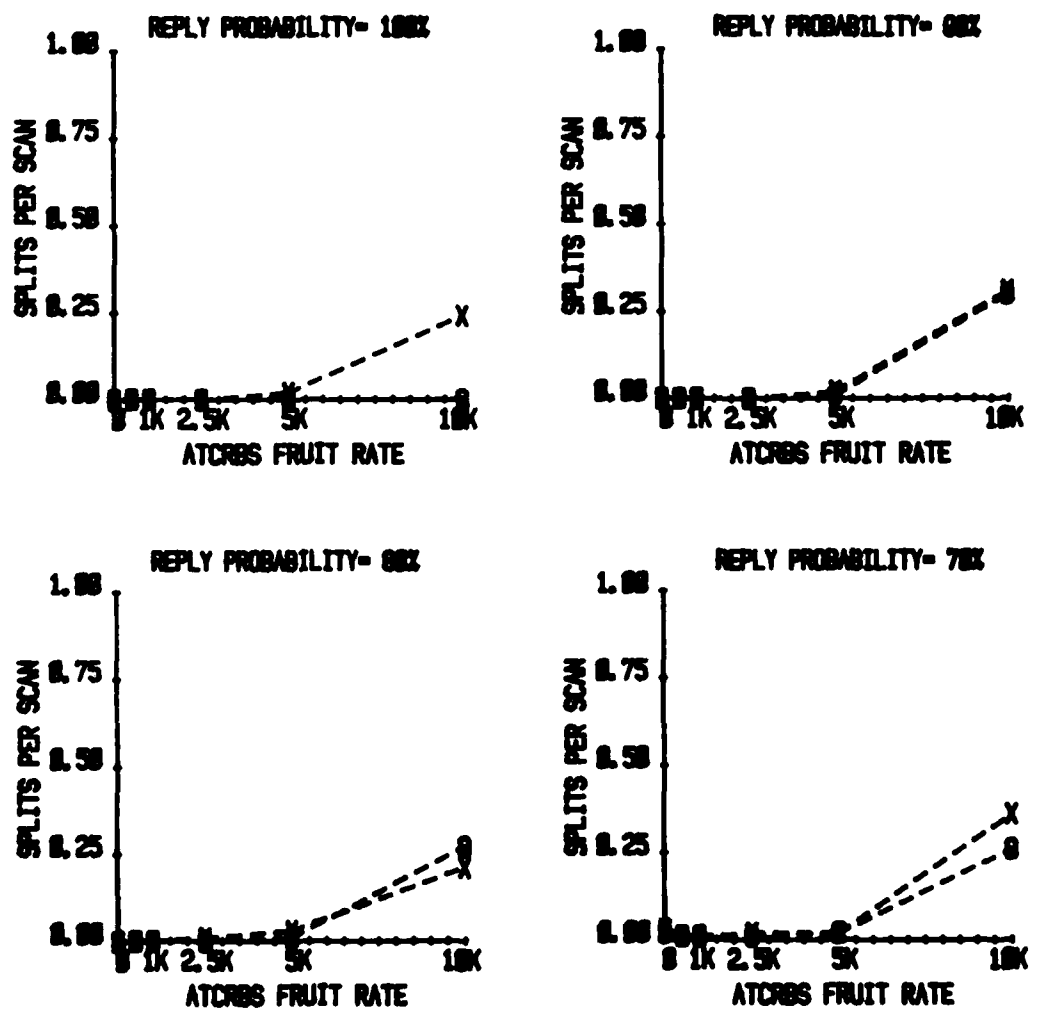 REPLY PROBABILITY= 100%
1.00
0.75
0.50
0.25
0.00
SPLITS PER SCAN
0 1K 2.5K 5K 10K
ATCRBS FRUIT RATE
REPLY PROBABILITY= 90%
1.00
0.75
0.50
0.25
0.00
SPLITS PER SCAN
0 1K 2.5K 5K 10K
ATCRBS FRUIT RATE
REPLY PROBABILITY= 80%
1.00
0.75
0.50
0.25
0.00
SPLITS PER SCAN
0 1K 2.5K 5K 10K
ATCRBS FRUIT RATE
REPLY PROBABILITY= 70%
1.00
0.75
0.50
0.25
0.00
SPLITS PER SCAN
0 1K 2.5K 5K 10K
ATCRBS FRUIT RATE